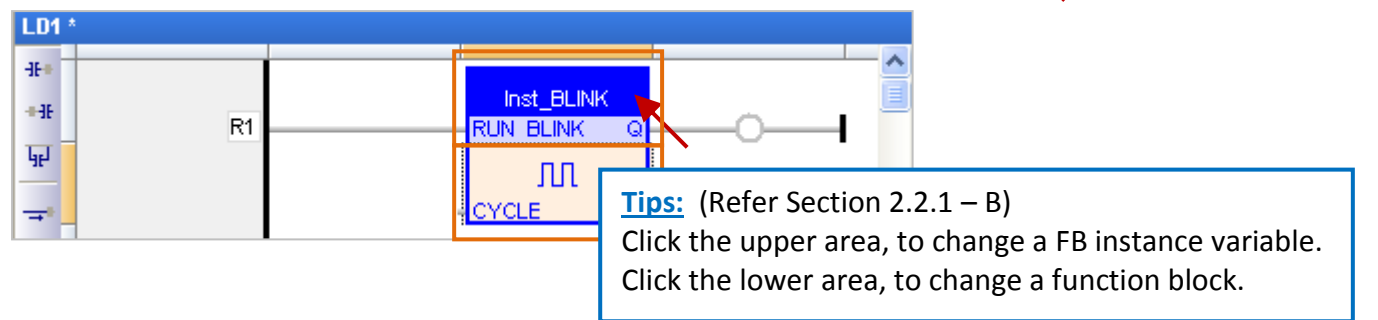 LD1 *
Inst_BLINK
R1
RUN BLINK Q
CYCLE
Tips: (Refer Section 2.2.1 – B)
Click the upper area, to change a FB instance variable.
Click the lower area, to change a function block.